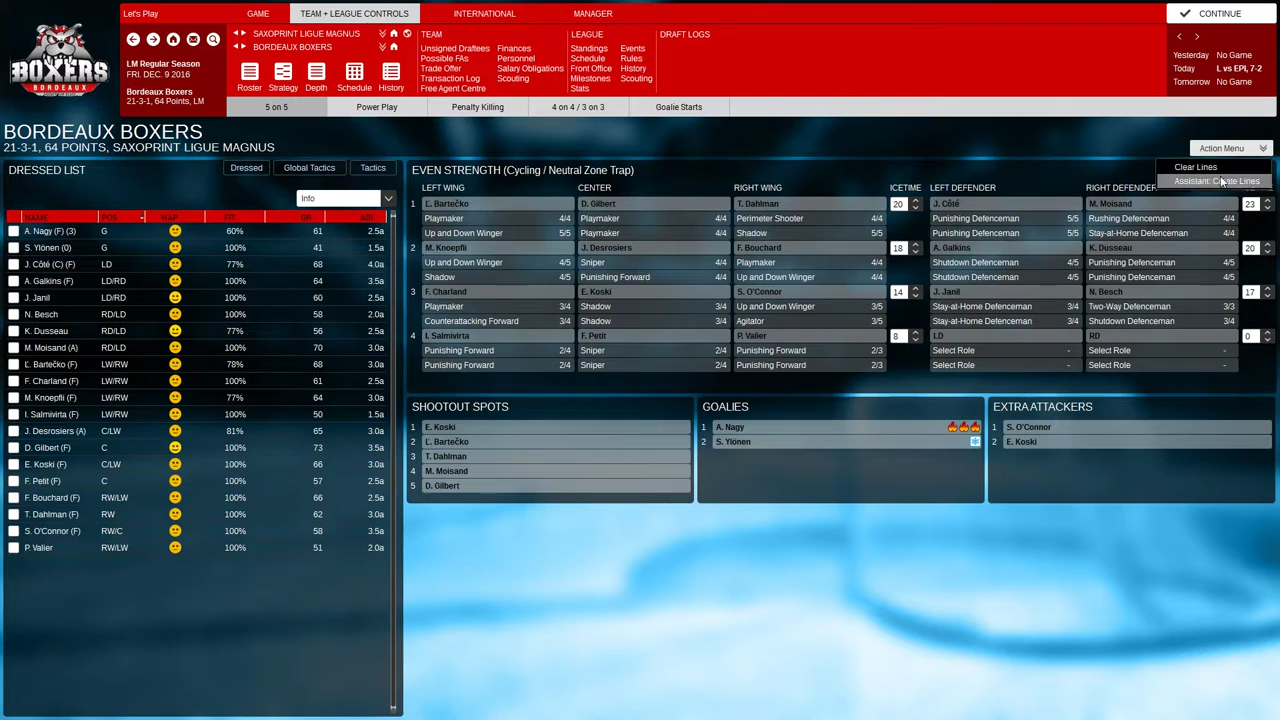 Let's Play
GAME
TEAM + LEAGUE CONTROLS
INTERNATIONAL
MANAGER
CONTINUE
BOXERS
BORDEAUX
LM Regular Season
FRI. DEC. 9 2016
Bordeaux Boxers
21-3-1, 64 Points, LM
SAXOPRINT LIGUE MAGNUS
BORDEAUX BOXERS
Roster
Strategy
Depth
Schedule
History
TEAM
Unsigned Draftees
Finances
Possible FAs
Personnel
Trade Offer
Salary Obligations
Transaction Log
Scouting
Free Agent Centre
LEAGUE
Standings
Events
Schedule
Rules
Front Office
History
Milestones
Scouting
Stats
DRAFT LOGS
Yesterday No Game
Today L vs EPI, 7-2
Tomorrow No Game
5 on 5
Power Play
Penalty Killing
4 on 4 / 3 on 3
Goalie Starts
BORDEAUX BOXERS
21-3-1, 64 POINTS, SAXOPRINT LIGUE MAGNUS
Action Menu
Clear Lines
DRESSED LIST
Dressed
Global Tactics
Tactics
Info
NAME POS HAP FIT GR ABI
A. Nagy (F) (3) G 60% 61 2.5a
S. Ylönen (0) G 100% 41 1.5a
J. Côté (C) (F) LD 77% 68 4.0a
A. Galkins (F) LD/RD 100% 64 3.5a
J. Janil LD/RD 100% 60 2.5a
N. Besch RD/LD 100% 58 2.0a
K. Dusseau RD/LD 77% 56 2.5a
M. Moisand (A) RD/LD 100% 70 3.0a
Ľ. Bartečko (F) LW/RW 78% 68 3.0a
F. Charland (F) LW/RW 100% 61 2.5a
M. Knoepfli (F) LW/RW 77% 64 3.0a
I. Salmivirta (F) LW/RW 100% 50 1.5a
J. Desrosiers (A) C/LW 81% 65 3.0a
D. Gilbert (F) C 100% 73 3.5a
E. Koski (F) C/LW 100% 66 3.0a
F. Petit (F) C 100% 57 2.5a
F. Bouchard (F) RW/LW 100% 66 2.5a
T. Dahlman (F) RW 100% 62 3.0a
S. O'Connor (F) RW/C 100% 58 3.5a
P. Valier RW/LW 100% 51 2.0a
EVEN STRENGTH (Cycling / Neutral Zone Trap)
LEFT WING CENTER RIGHT WING ICETIME LEFT DEFENDER
1 Ľ. Bartečko D. Gilbert T. Dahlman 20 J. Côté M. Moisand 23
Playmaker 4/4 Playmaker 4/4 Perimeter Shooter 4/4 Punishing Defenceman 5/5 Rushing Defenceman 4/4
Up and Down Winger 5/5 Playmaker 4/4 Shadow 5/5 Punishing Defenceman 5/5 Stay-at-Home Defenceman 4/4
2 M. Knoepfli J. Desrosiers F. Bouchard 18 A. Galkins K. Dusseau 20
Up and Down Winger 4/5 Sniper 4/4 Playmaker 4/4 Shutdown Defenceman 4/5 Punishing Defenceman 4/5
Shadow 4/5 Punishing Forward 4/4 Up and Down Winger 4/4 Shutdown Defenceman 4/5 Punishing Defenceman 4/5
3 F. Charland E. Koski S. O'Connor 14 J. Janil N. Besch 17
Playmaker 3/4 Shadow 3/4 Up and Down Winger 3/5 Stay-at-Home Defenceman 3/4 Two-Way Defenceman 3/3
Counterattacking Forward 3/4 Shadow 3/4 Agitator 3/5 Stay-at-Home Defenceman 3/4 Shutdown Defenceman 3/4
4 I. Salmivirta F. Petit P. Valier 8 LD RD 0
Punishing Forward 2/4 Sniper 2/4 Punishing Forward 2/3 Select Role - Select Role -
Punishing Forward 2/4 Sniper 2/4 Punishing Forward 2/3 Select Role - Select Role -
SHOOTOUT SPOTS
1 E. Koski
2 Ľ. Bartečko
3 T. Dahlman
4 M. Moisand
5 D. Gilbert
GOALIES
1 A. Nagy
2 S. Ylönen
EXTRA ATTACKERS
1 S. O'Connor
2 E. Koski